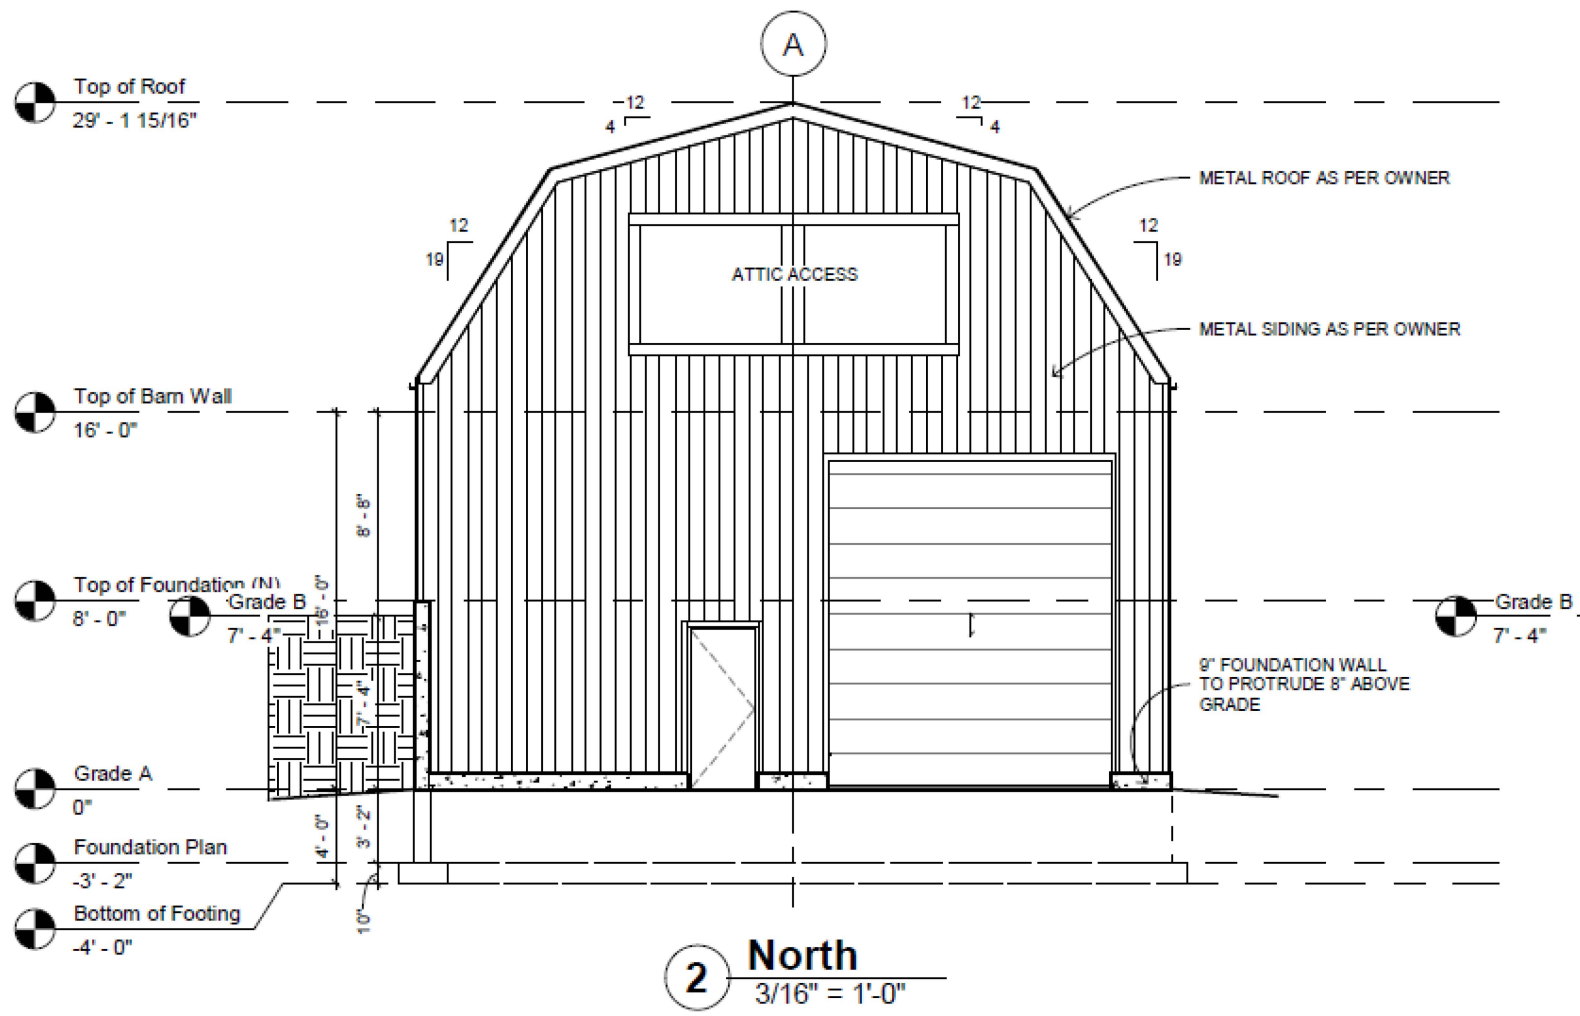 A
Top of Roof
29' - 1 15/16"
12
4
12
4
METAL ROOF AS PER OWNER
12
19
12
19
ATTIC ACCESS
METAL SIDING AS PER OWNER
Top of Barn Wall
16' - 0"
8' - 8"
Top of Foundation (N)
8' - 0"
16' - 0"
Grade B
7' - 4"
Grade B
7' - 4"
9" FOUNDATION WALL
TO PROTRUDE 8" ABOVE
GRADE
7' - 4"
Grade A
0"
4' - 0"
3' - 2"
Foundation Plan
-3' - 2"
Bottom of Footing
-4' - 0"
10"
2
North
3/16" = 1'-0"